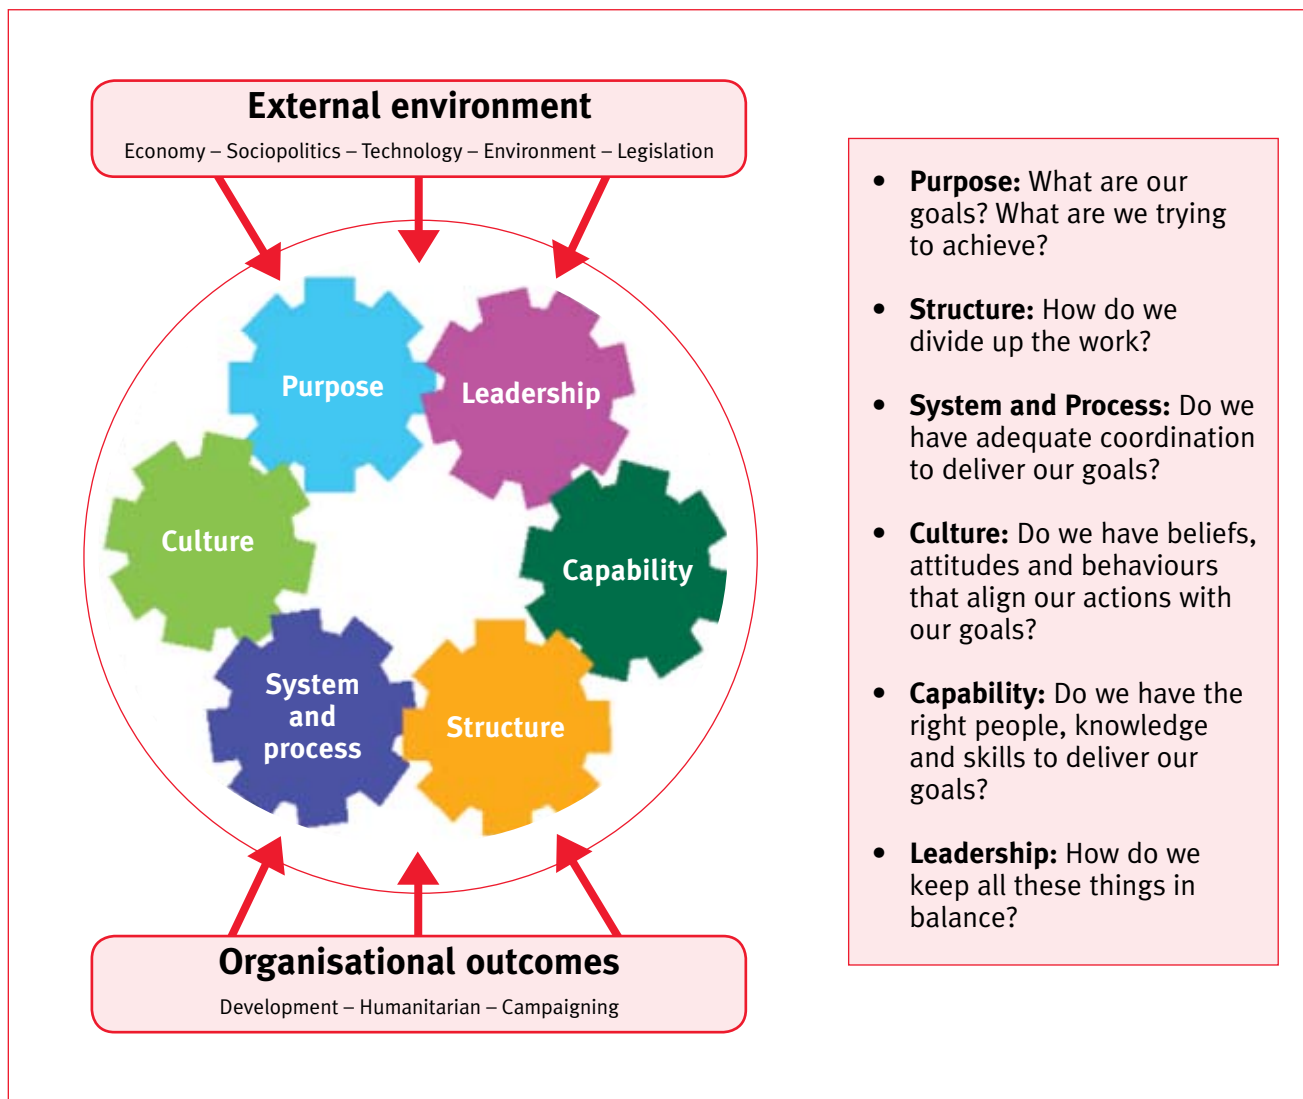 External environment
Economy – Sociopolitics – Technology – Environment – Legislation
Purpose
Leadership
Culture
Capability
System
and
process
Structure
Organisational outcomes
Development – Humanitarian – Campaigning
• Purpose: What are our
goals? What are we trying
to achieve?
• Structure: How do we
divide up the work?
• System and Process: Do we
have adequate coordination
to deliver our goals?
• Culture: Do we have beliefs,
attitudes and behaviours
that align our actions with
our goals?
• Capability: Do we have the
right people, knowledge
and skills to deliver our
goals?
• Leadership: How do we
keep all these things in
balance?